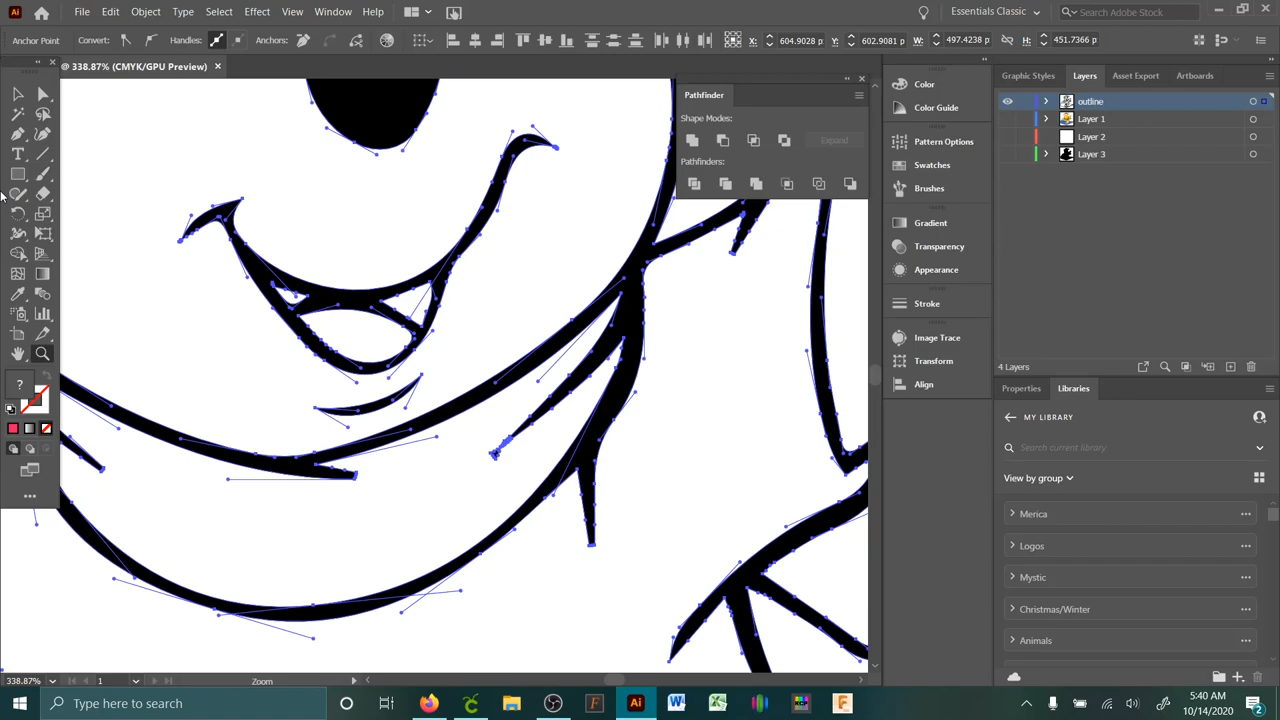 Ai File Edit Object Type Select Effect View Window Help Essentials Classic Adobe Stock
Anchor Point Convert: Handles: Anchors: X: 604.9028 p Y: 602.9081 p W: 497.4238 p H: 451.7366 p
@ 338.87% (CMYK/GPU Preview) ×
Pathfinder
Shape Modes:
Expand
Pathfinders:
?
Color
Color Guide
Pattern Options
Swatches
Brushes
Gradient
Transparency
Appearance
Stroke
Image Trace
Transform
Align
Graphic Styles Layers Asset Export Artboards
outline
Layer 1
Layer 2
Layer 3
4 Layers
Properties Libraries
MY LIBRARY
Search current library
View by group
Merica
Logos
Mystic
Christmas/Winter
Animals
338.87% 1 Zoom
Type here to search
F Ai
5:40 AM
10/14/2020
2